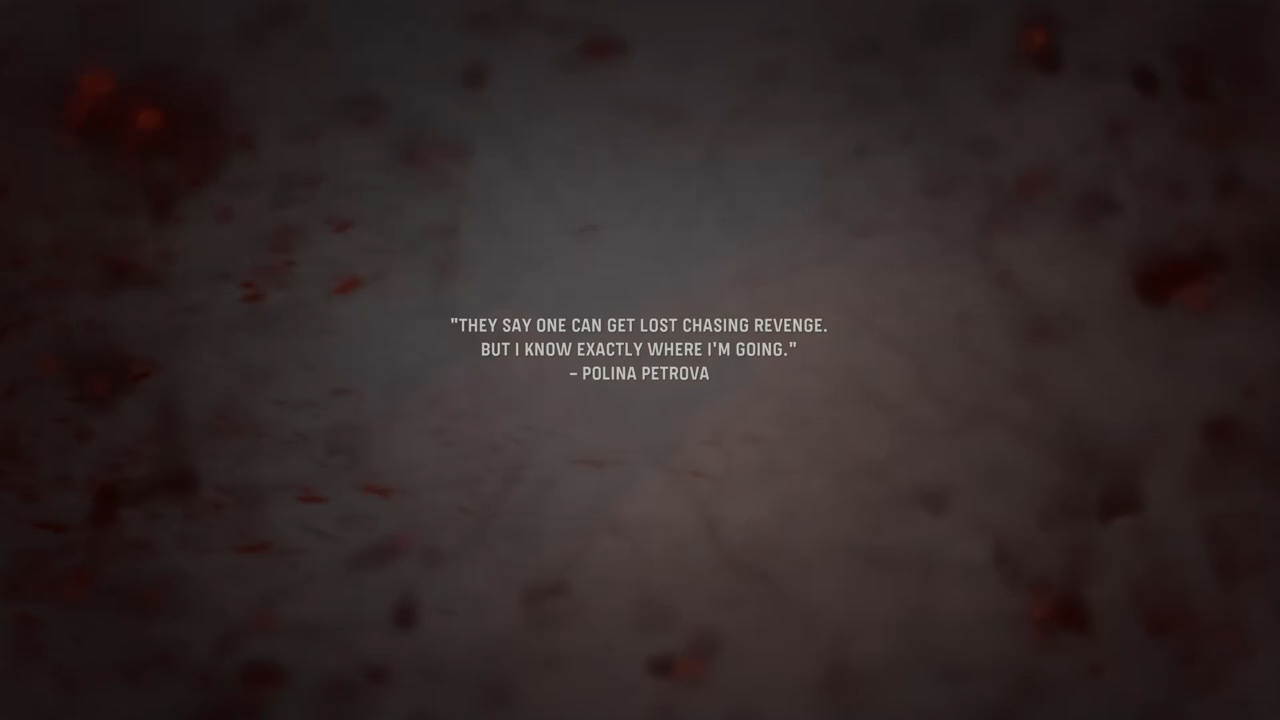 "THEY SAY ONE CAN GET LOST CHASING REVENGE.
BUT I KNOW EXACTLY WHERE I'M GOING."
– POLINA PETROVA